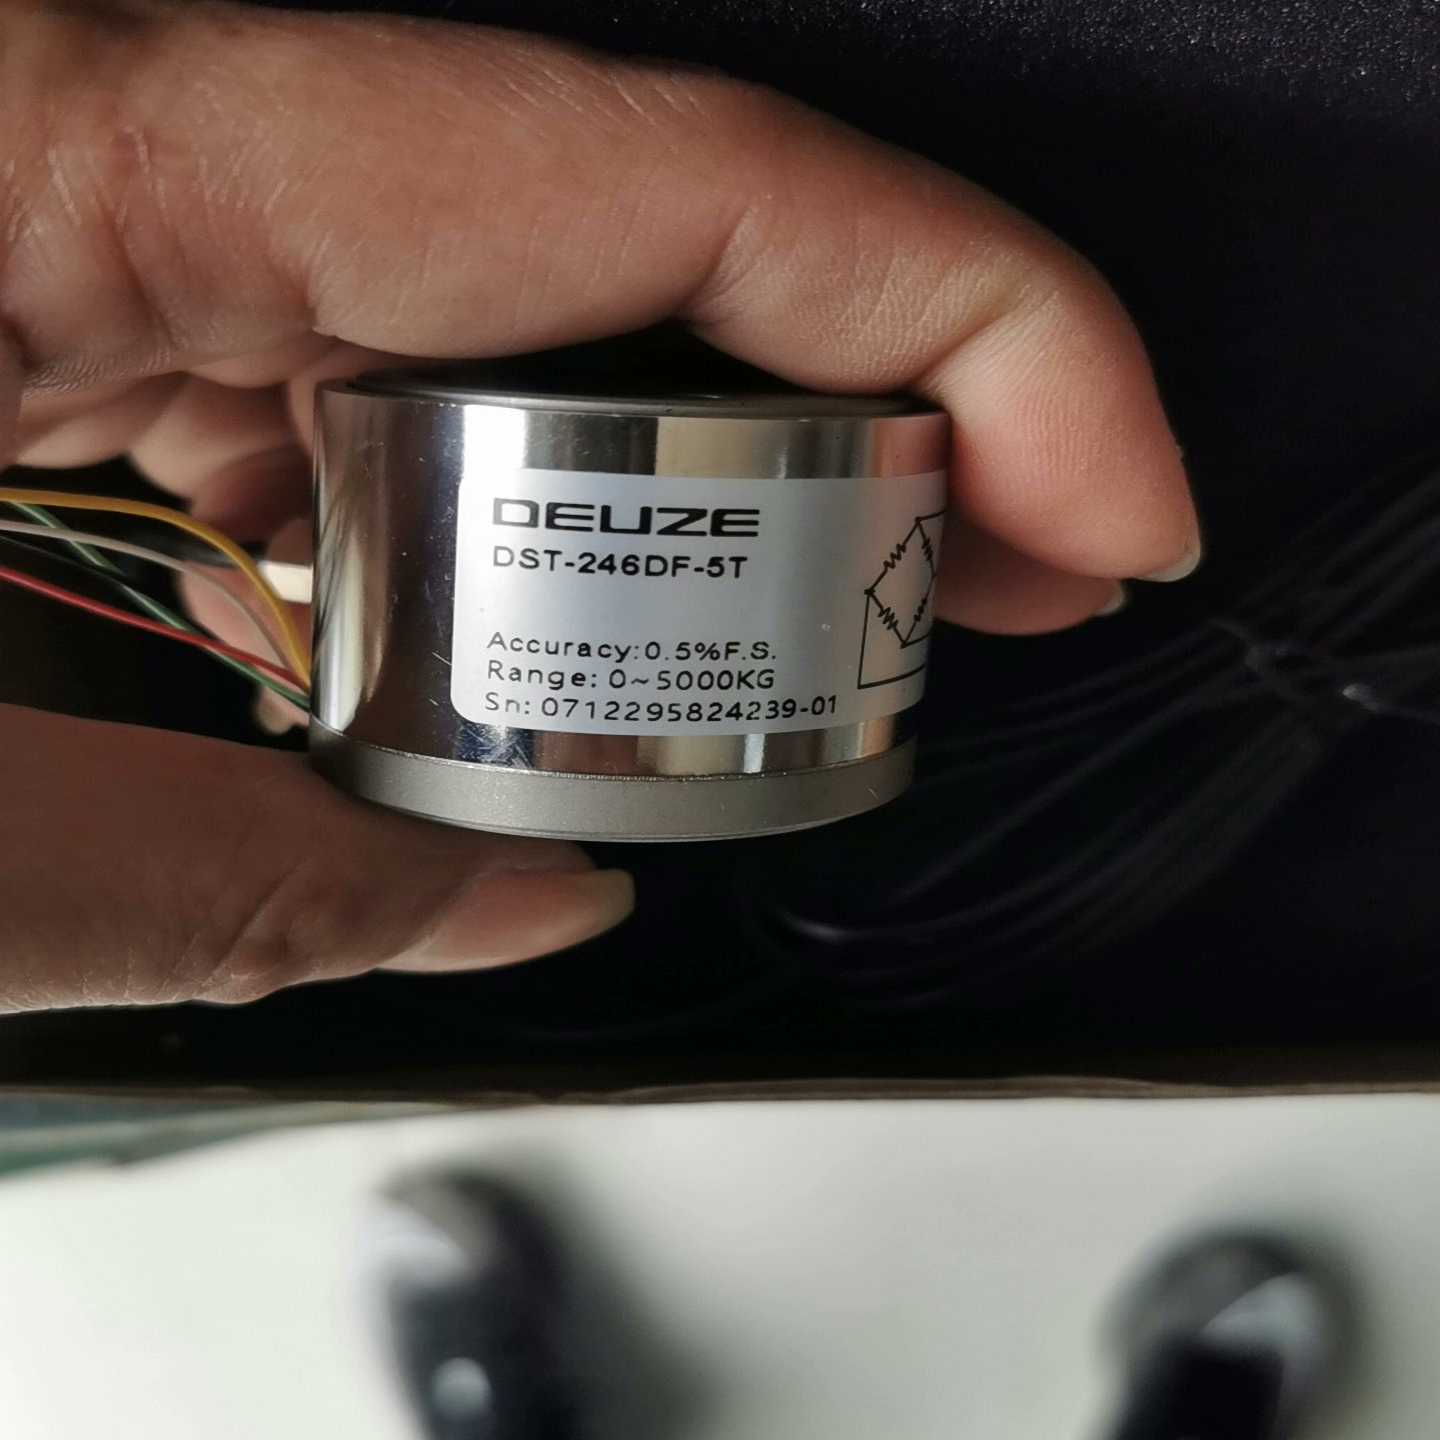 DEUZE
DST-246DF-5T
Accuracy:0.5%F.S.
Range: 0~5000KG
Sn: 0712295824239-01